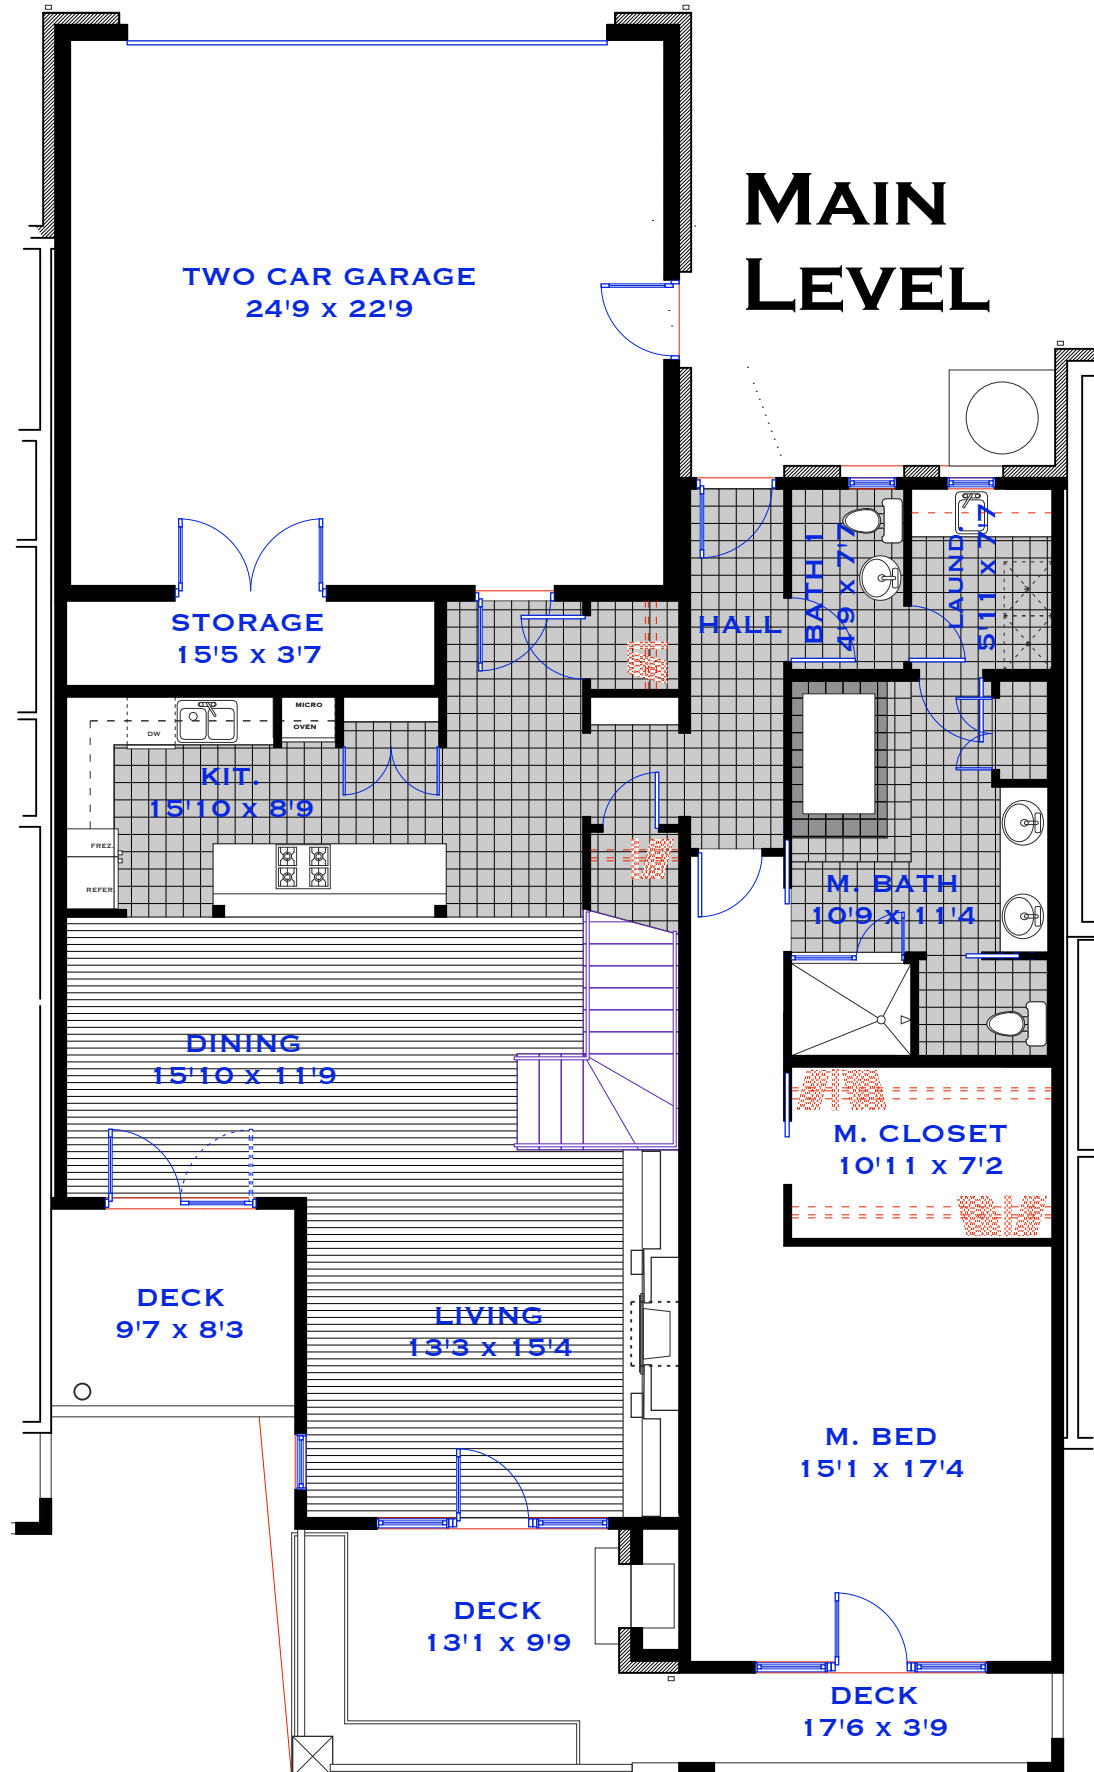 MAIN
LEVEL
TWO CAR GARAGE
24'9 x 22'9
STORAGE
15'5 x 3'7
HALL
BATH 1
4'9 x 7'7
LAUND.
5'11 x 7'7
MICRO
OVEN
DW
KIT.
15'10 x 8'9
FREZ.
REFER.
M. BATH
10'9 x 11'4
DINING
15'10 x 11'9
M. CLOSET
10'11 x 7'2
DECK
9'7 x 8'3
LIVING
13'3 x 15'4
M. BED
15'1 x 17'4
DECK
13'1 x 9'9
DECK
17'6 x 3'9